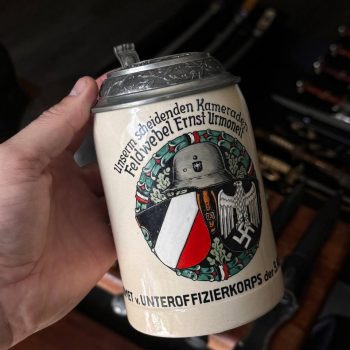 Unserm scheidenden Kameraden
Feldwebel Ernst Urmoneit
v. UNTEROFFIZIERKORPS der